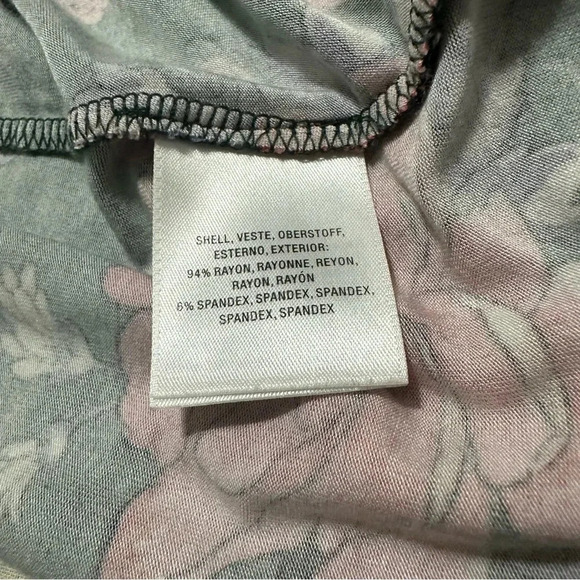 SHELL, VESTE, OBERSTOFF,
ESTERNO, EXTERIOR:
94% RAYON, RAYONNE, REYON,
RAYON, RAYÓN
6% SPANDEX, SPANDEX, SPANDEX,
SPANDEX, SPANDEX